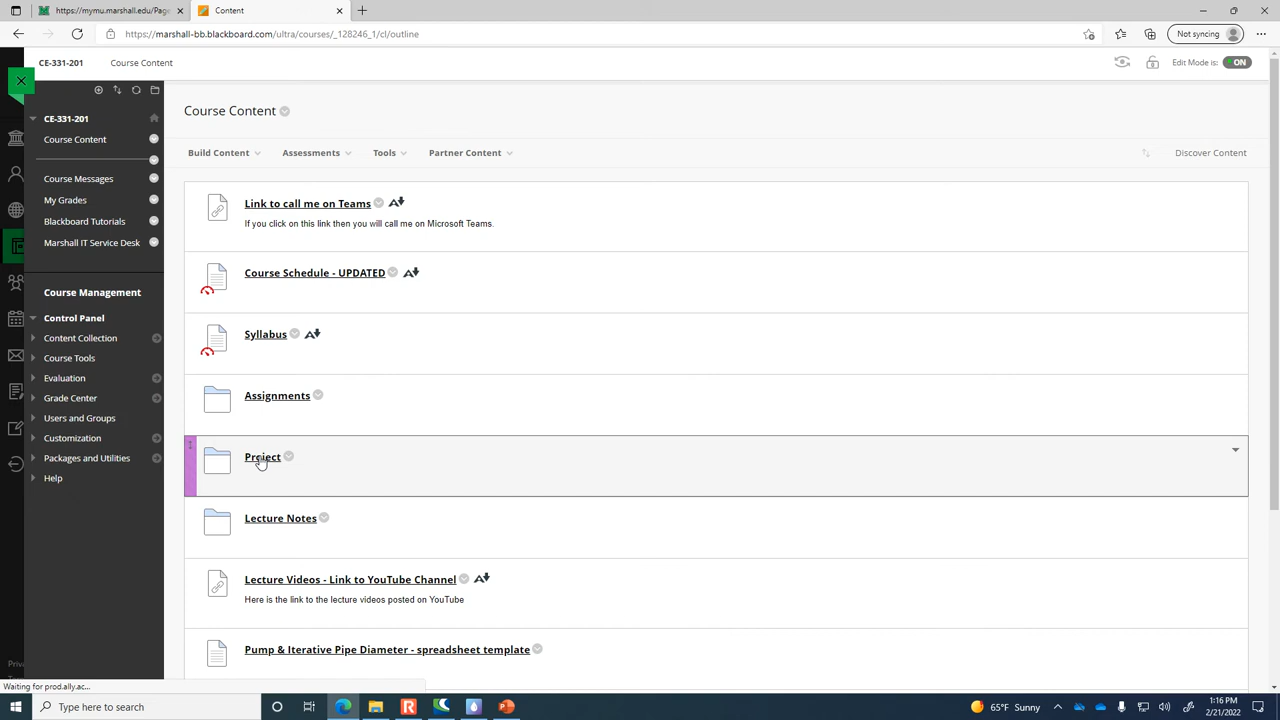 https://mymu.marshall.edu/Page
Content
https://marshall-bb.blackboard.com/ultra/courses/_128246_1/cl/outline
Not syncing
CE-331-201
Course Content
Edit Mode is:
ON
CE-331-201
Course Content
Course Messages
My Grades
Blackboard Tutorials
Marshall IT Service Desk
Course Management
Control Panel
Content Collection
Course Tools
Evaluation
Grade Center
Users and Groups
Customization
Packages and Utilities
Help
Course Content
Build Content
Assessments
Tools
Partner Content
Discover Content
Link to call me on Teams
If you click on this link then you will call me on Microsoft Teams.
Course Schedule - UPDATED
Syllabus
Assignments
Project
Lecture Notes
Lecture Videos - Link to YouTube Channel
Here is the link to the lecture videos posted on YouTube
Pump & Iterative Pipe Diameter - spreadsheet template
Waiting for prod.ally.ac...
Type here to search
65°F Sunny
1:16 PM
2/21/2022